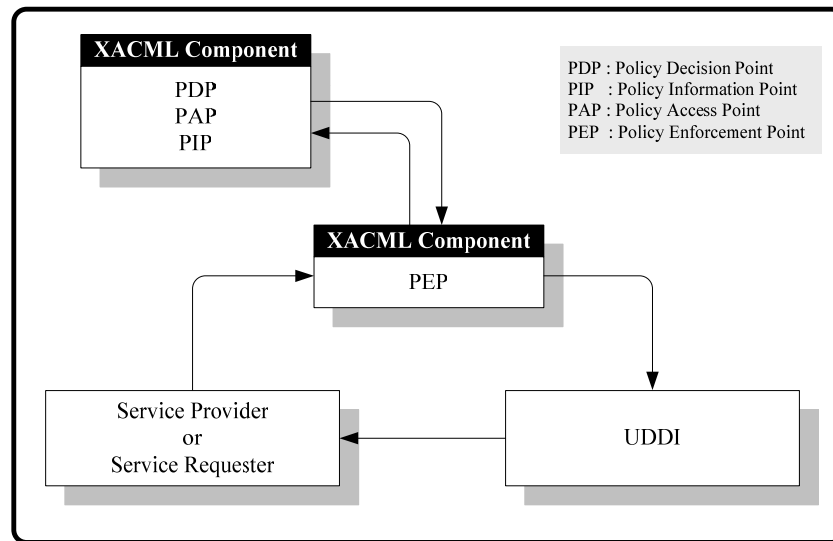 XACML Component
PDP
PAP
PIP
PDP : Policy Decision Point
PIP : Policy Information Point
PAP : Policy Access Point
PEP : Policy Enforcement Point
XACML Component
PEP
Service Provider
or
Service Requester
UDDI